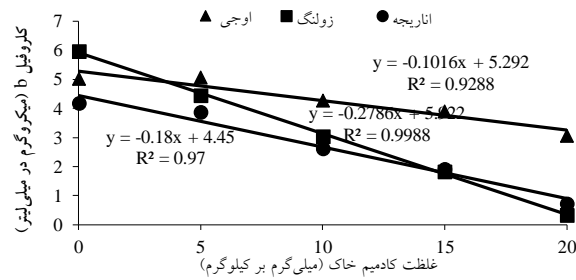 اوجی زولنگ اناریجه
کلروفیل b (میکروگرم در میلی‌لیتر)
7
6
5
4
3
2
1
0
y = -0.1016x + 5.292
R² = 0.9288
y = -0.2786x + 5.922
R² = 0.9988
y = -0.18x + 4.45
R² = 0.97
0 5 10 15 20
غلظت کادمیم خاک (میلی‌گرم بر کیلوگرم)